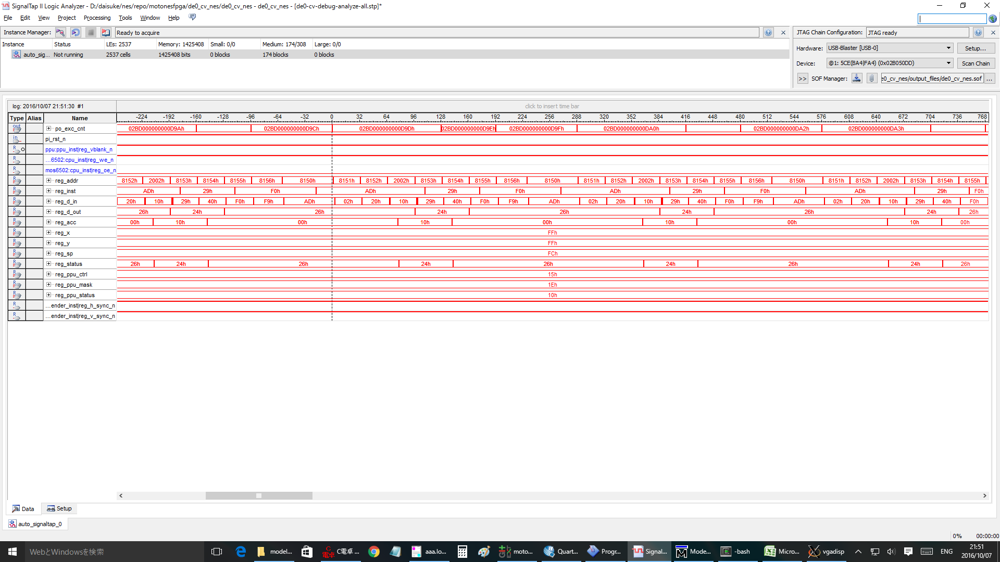 SignalTap II Logic Analyzer - D:/daisuke/nes/repo/motonesfpga/de0_cv_nes/de0_cv_nes - de0_cv_nes - [de0-cv-debug-analyze-all.stp]*
File Edit View Project Processing Tools Window Help
Instance Manager: Ready to acquire
JTAG Chain Configuration: JTAG ready
Instance Status LEs: 2537 Memory: 1425408 Small: 0/0 Medium: 174/308 Large: 0/0
auto_sig... Not running 2537 cells 1425408 bits 0 blocks 174 blocks 0 blocks
Hardware: USB-Blaster [USB-0] Setup...
Device: @1: 5CE(BA4|FA4) (0x02B050DD) Scan Chain
>> SOF Manager: e0_cv_nes/output_files/de0_cv_nes.sof ...
log: 2016/10/07 21:51:30 #1 click to insert time bar
Type Alias Name -224 -192 -160 -128 -96 -64 -32 0 32 64 96 128 160 192 224 256 288 320 352 384 416 448 480 512 544 576 608 640 672 704 736 768
out po_exc_cnt 02BD000000000D9Ah 02BD000000000D9Ch 02BD000000000D9Dh 02BD000000000D9Eh 02BD000000000D9Fh 02BD000000000DA0h 02BD000000000DA2h 02BD000000000DA3h
in pi_rst_n
R ppu:ppu_inst|reg_vblank_n
R ...6502:cpu_inst|reg_we_n
R mos6502:cpu_inst|reg_oe_n
R reg_addr 8152h 2002h 8153h 8154h 8155h 8156h 8150h 8151h 8152h 2002h 8153h 8154h 8155h 8156h 8150h 8151h 8152h 2002h 8153h 8154h 8155h 8156h 8150h 8151h 8152h 2002h 8153h 8154h 8155h
R reg_inst ADh 29h F0h ADh 29h F0h ADh 29h F0h ADh 29h F0h
R reg_d_in 20h 10h 29h 40h F0h F9h ADh 02h 20h 10h 29h 40h F0h F9h ADh 02h 20h 10h 29h 40h F0h F9h ADh 02h 20h 10h 29h 40h F0h
R reg_d_out 26h 24h 26h 24h 26h 24h 26h 24h 26h
R reg_acc 00h 10h 00h 10h 00h 10h 00h 10h 00h
R reg_x FFh
R reg_y FFh
R reg_sp FCh
R reg_status 26h 24h 26h 24h 26h 24h 26h 24h 26h
R reg_ppu_ctrl 15h
R reg_ppu_mask 1Eh
R reg_ppu_status 10h
R ...ender_inst|reg_h_sync_n
R ...ender_inst|reg_v_sync_n
Data Setup
auto_signaltap_0
0% 00:00:00
WebとWindowsを検索 model... C電卓 ... aaa.lo... moto... Quart... Progr... Signal... Mode... -bash Micro... vgadisp ENG 21:51
2016/10/07